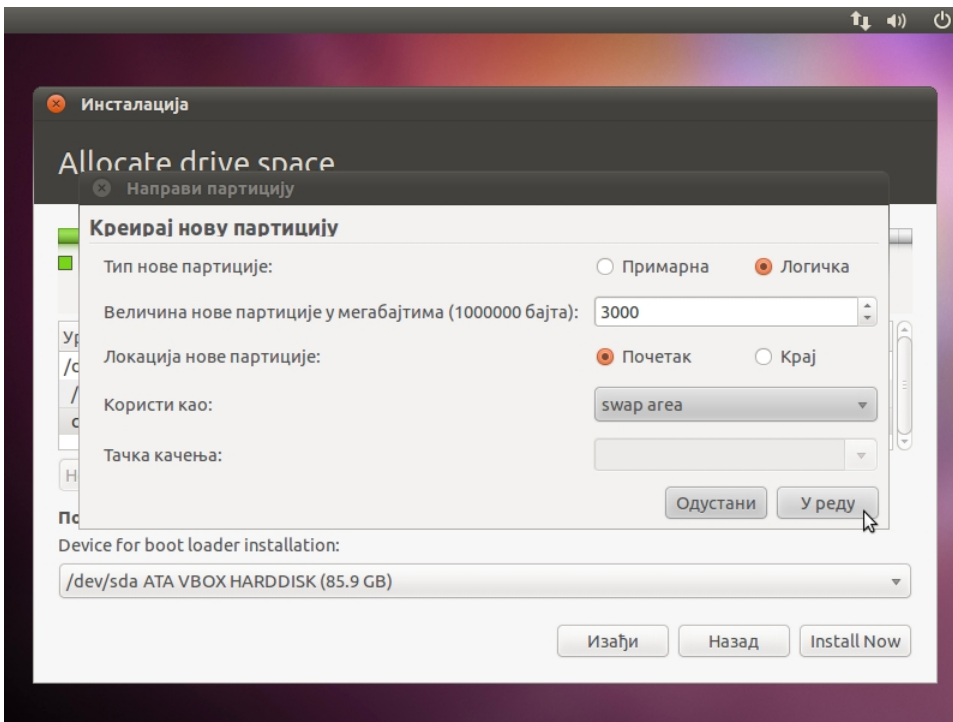 Инсталација
Allocate drive space
Направи партицију
Креирај нову партицију
Тип нове партиције: Примарна Логичка
Величина нове партиције у мегабајтима (1000000 бајта): 3000
Локација нове партиције: Почетак Крај
Користи као: swap area
Тачка качења:
Одустани У реду
Device for boot loader installation:
/dev/sda ATA VBOX HARDDISK (85.9 GB)
Изађи Назад Install Now